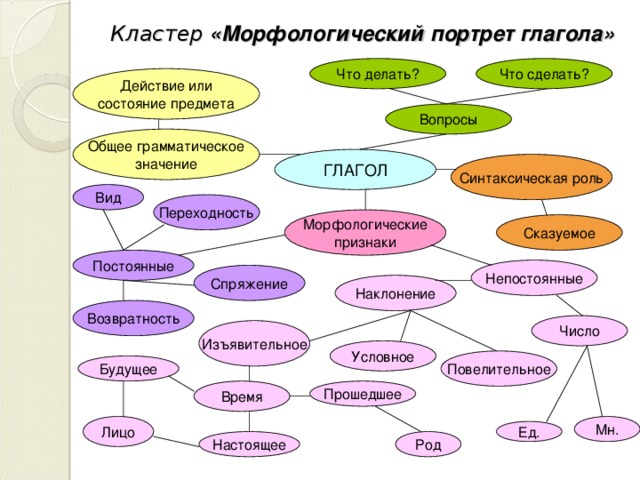 Кластер «Морфологический портрет глагола»
Что делать?
Что сделать?
Действие или
состояние предмета
Вопросы
Общее грамматическое
значение
ГЛАГОЛ
Синтаксическая роль
Вид
Переходность
Морфологические
признаки
Сказуемое
Постоянные
Спряжение
Непостоянные
Наклонение
Возвратность
Число
Изъявительное
Условное
Повелительное
Будущее
Время
Прошедшее
Лицо
Настоящее
Род
Ед.
Мн.